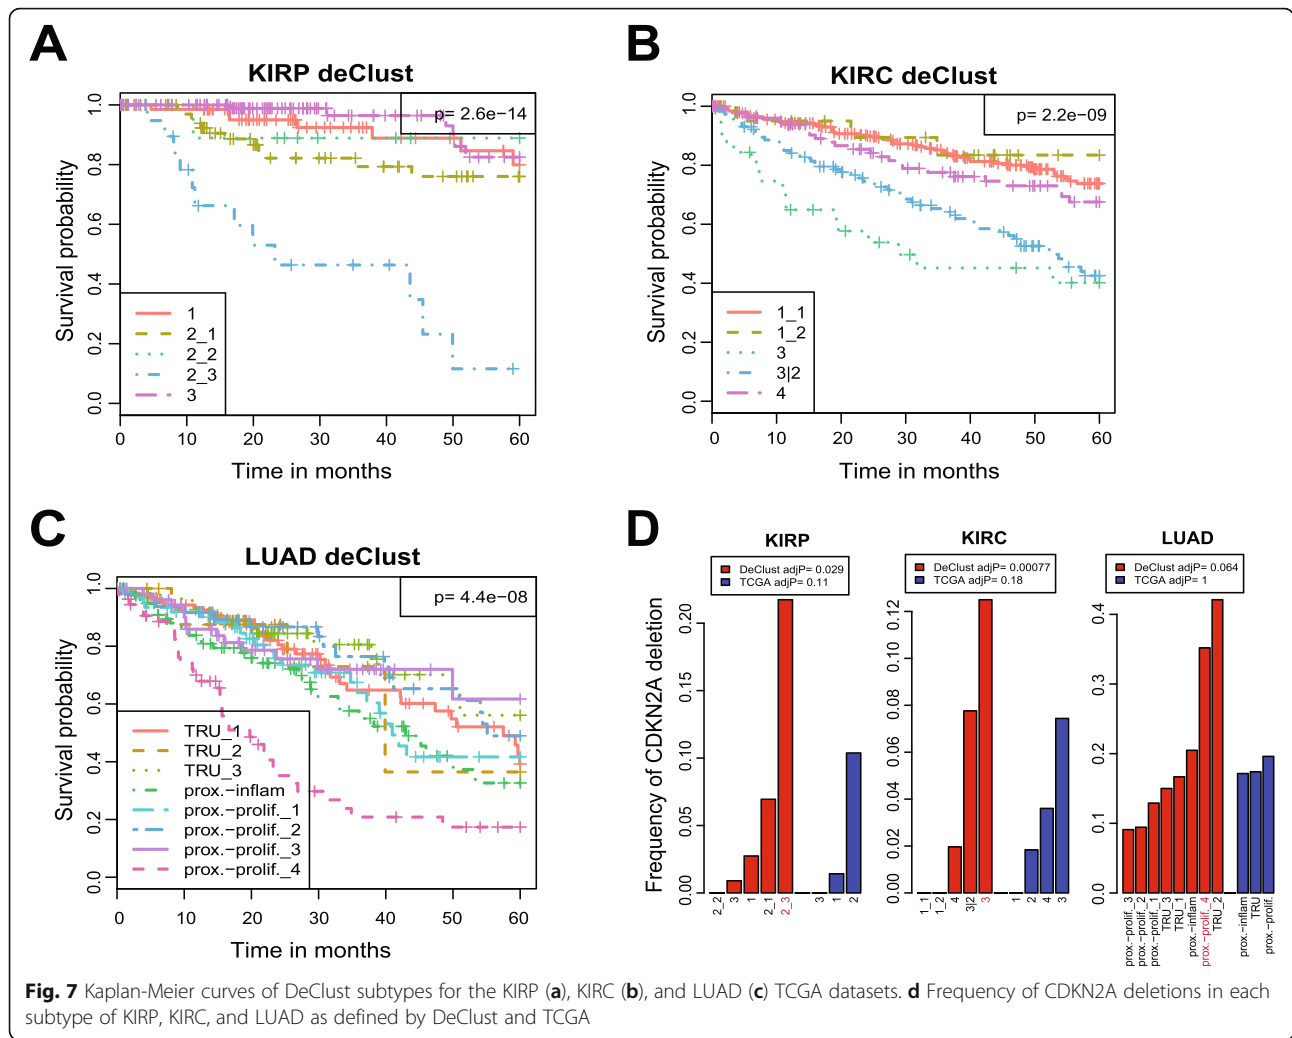 A
KIRP deClust
p= 2.6e−14
Survival probability
0.0 0.2 0.4 0.6 0.8 1.0
1
2_1
2_2
2_3
3
0 10 20 30 40 50 60
Time in months
B
KIRC deClust
p= 2.2e−09
Survival probability
0.0 0.2 0.4 0.6 0.8 1.0
1_1
1_2
3
3|2
4
0 10 20 30 40 50 60
Time in months
C
LUAD deClust
p= 4.4e−08
Survival probability
0.0 0.2 0.4 0.6 0.8 1.0
TRU_1
TRU_2
TRU_3
prox.−inflam
prox.−prolif._1
prox.−prolif._2
prox.−prolif._3
prox.−prolif._4
0 10 20 30 40 50 60
Time in months
D
KIRP
DeClust adjP= 0.029
TCGA adjP= 0.11
Frequency of CDKN2A deletion
0.00 0.05 0.10 0.15 0.20
2_2 3 1 2_1 2_3 3 1 2
KIRC
DeClust adjP= 0.00077
TCGA adjP= 0.18
0.00 0.02 0.04 0.06 0.08 0.10 0.12
1_1 1_2 4 3|2 3 1 2 4 3
LUAD
DeClust adjP= 0.064
TCGA adjP= 1
0.0 0.1 0.2 0.3 0.4
prox.−prolif._3 prox.−prolif._2 prox.−prolif._1 TRU_3 TRU_1 prox.−inflam prox.−prolif._4 TRU_2 prox.−inflam TRU prox.−prolif.
Fig. 7 Kaplan-Meier curves of DeClust subtypes for the KIRP (a), KIRC (b), and LUAD (c) TCGA datasets. d Frequency of CDKN2A deletions in each
subtype of KIRP, KIRC, and LUAD as defined by DeClust and TCGA